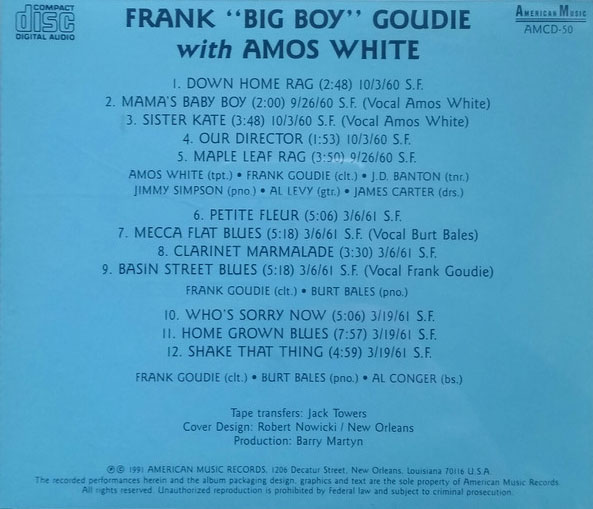 COMPACT
disc
DIGITAL AUDIO
FRANK “BIG BOY” GOUDIE
with AMOS WHITE
AMERICAN MUSIC
AMCD-50
1. DOWN HOME RAG (2:48) 10/3/60 S.F.
2. MAMA'S BABY BOY (2:00) 9/26/60 S.F. (Vocal Amos White)
3. SISTER KATE (3:48) 10/3/60 S.F. (Vocal Amos White)
4. OUR DIRECTOR (1:53) 10/3/60 S.F.
5. MAPLE LEAF RAG (3:50) 9/26/60 S.F.
AMOS WHITE (tpt.) • FRANK GOUDIE (clt.) • J.D. BANTON (tnr.)
JIMMY SIMPSON (pno.) • AL LEVY (gtr.) • JAMES CARTER (drs.)
6. PETITE FLEUR (5:06) 3/6/61 S.F.
7. MECCA FLAT BLUES (5:18) 3/6/61 S.F. (Vocal Burt Bales)
8. CLARINET MARMALADE (3:30) 3/6/61 S.F.
9. BASIN STREET BLUES (5:18) 3/6/61 S.F. (Vocal Frank Goudie)
FRANK GOUDIE (clt.) • BURT BALES (pno.)
10. WHO'S SORRY NOW (5:06) 3/19/61 S.F.
11. HOME GROWN BLUES (7:57) 3/19/61 S.F.
12. SHAKE THAT THING (4:59) 3/19/61 S.F.
FRANK GOUDIE (clt.) • BURT BALES (pno.) • AL CONGER (bs.)
Tape transfers: Jack Towers
Cover Design: Robert Nowicki / New Orleans
Production: Barry Martyn
℗© 1991 AMERICAN MUSIC RECORDS, 1206 Decatur Street, New Orleans, Louisiana 70116 U.S.A.
The recorded performances herein and the album packaging design, graphics and text are the sole property of American Music Records.
All rights reserved. Unauthorized reproduction is prohibited by Federal law and subject to criminal prosecution.